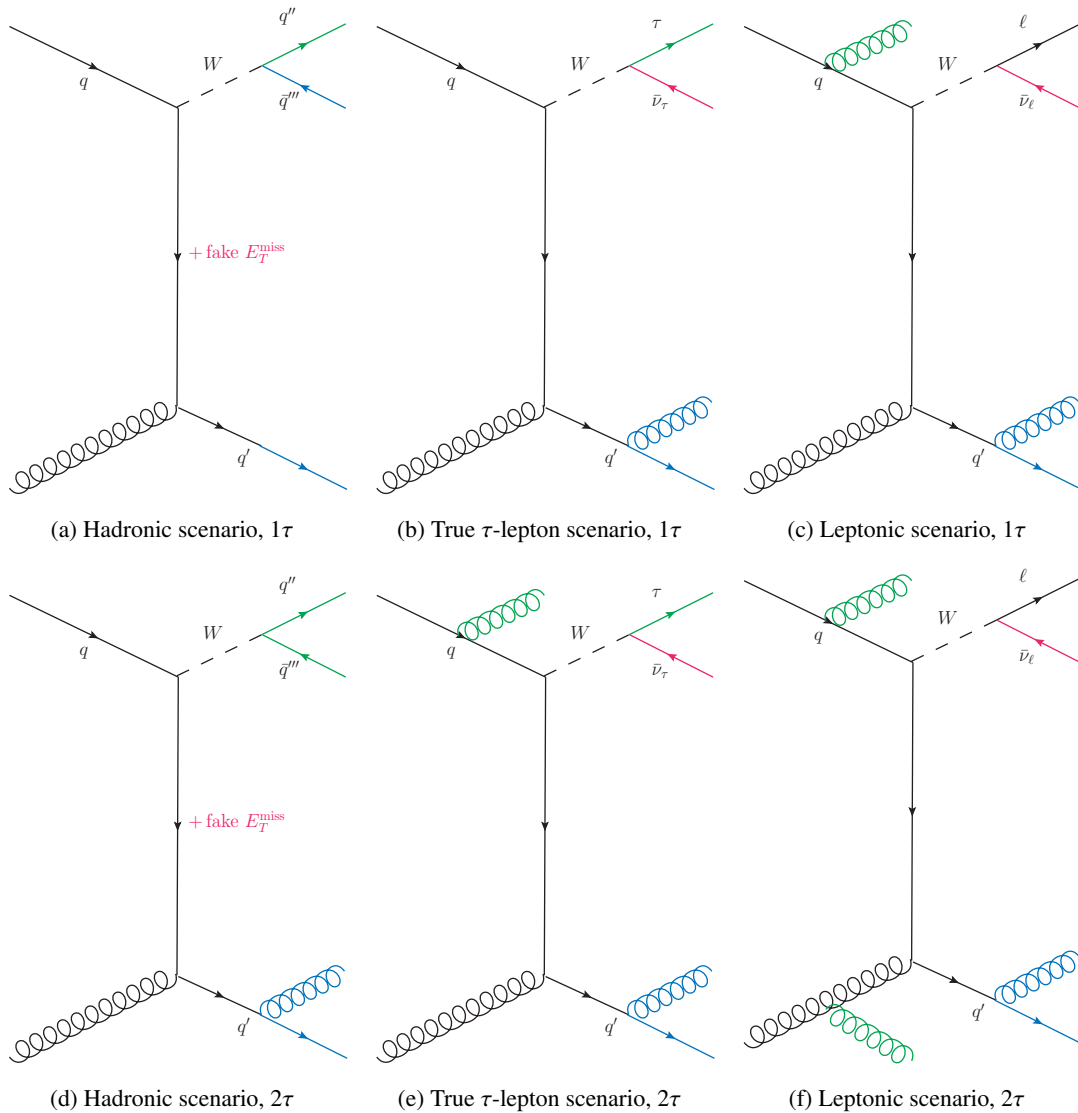 q'' τ ℓ
W W W
q q̄''' q ν̄_τ q ν̄_ℓ
+ fake E_T^miss
q' q' q'
(a) Hadronic scenario, 1τ (b) True τ-lepton scenario, 1τ (c) Leptonic scenario, 1τ
q'' τ ℓ
W W W
q q̄''' q ν̄_τ q ν̄_ℓ
+ fake E_T^miss
q' q' q'
(d) Hadronic scenario, 2τ (e) True τ-lepton scenario, 2τ (f) Leptonic scenario, 2τ